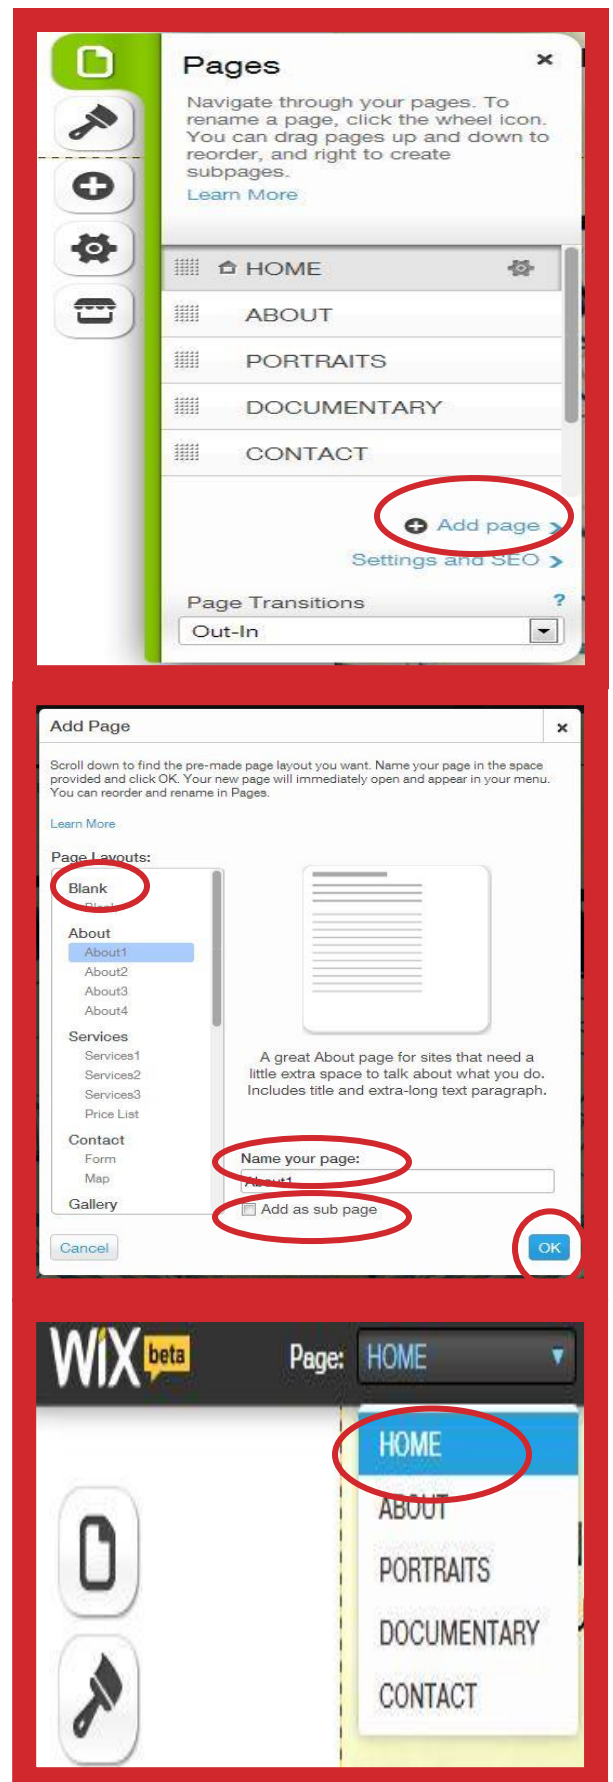 Pages
Navigate through your pages. To
rename a page, click the wheel icon.
You can drag pages up and down to
reorder, and right to create
subpages.
Learn More
HOME
ABOUT
PORTRAITS
DOCUMENTARY
CONTACT
Add page
Settings and SEO
Page Transitions ?
Out-In
Add Page
Scroll down to find the pre-made page layout you want. Name your page in the space
provided and click OK. Your new page will immediately open and appear in your menu.
You can reorder and rename in Pages.
Learn More
Page Layouts:
Blank
Blank
About
About1
About2
About3
About4
Services
Services1
Services2
Services3
Price List
Contact
Form
Map
Gallery
A great About page for sites that need a
little extra space to talk about what you do.
Includes title and extra-long text paragraph.
Name your page:
About1
Add as sub page
Cancel
OK
WiX beta
Page: HOME
HOME
ABOUT
PORTRAITS
DOCUMENTARY
CONTACT